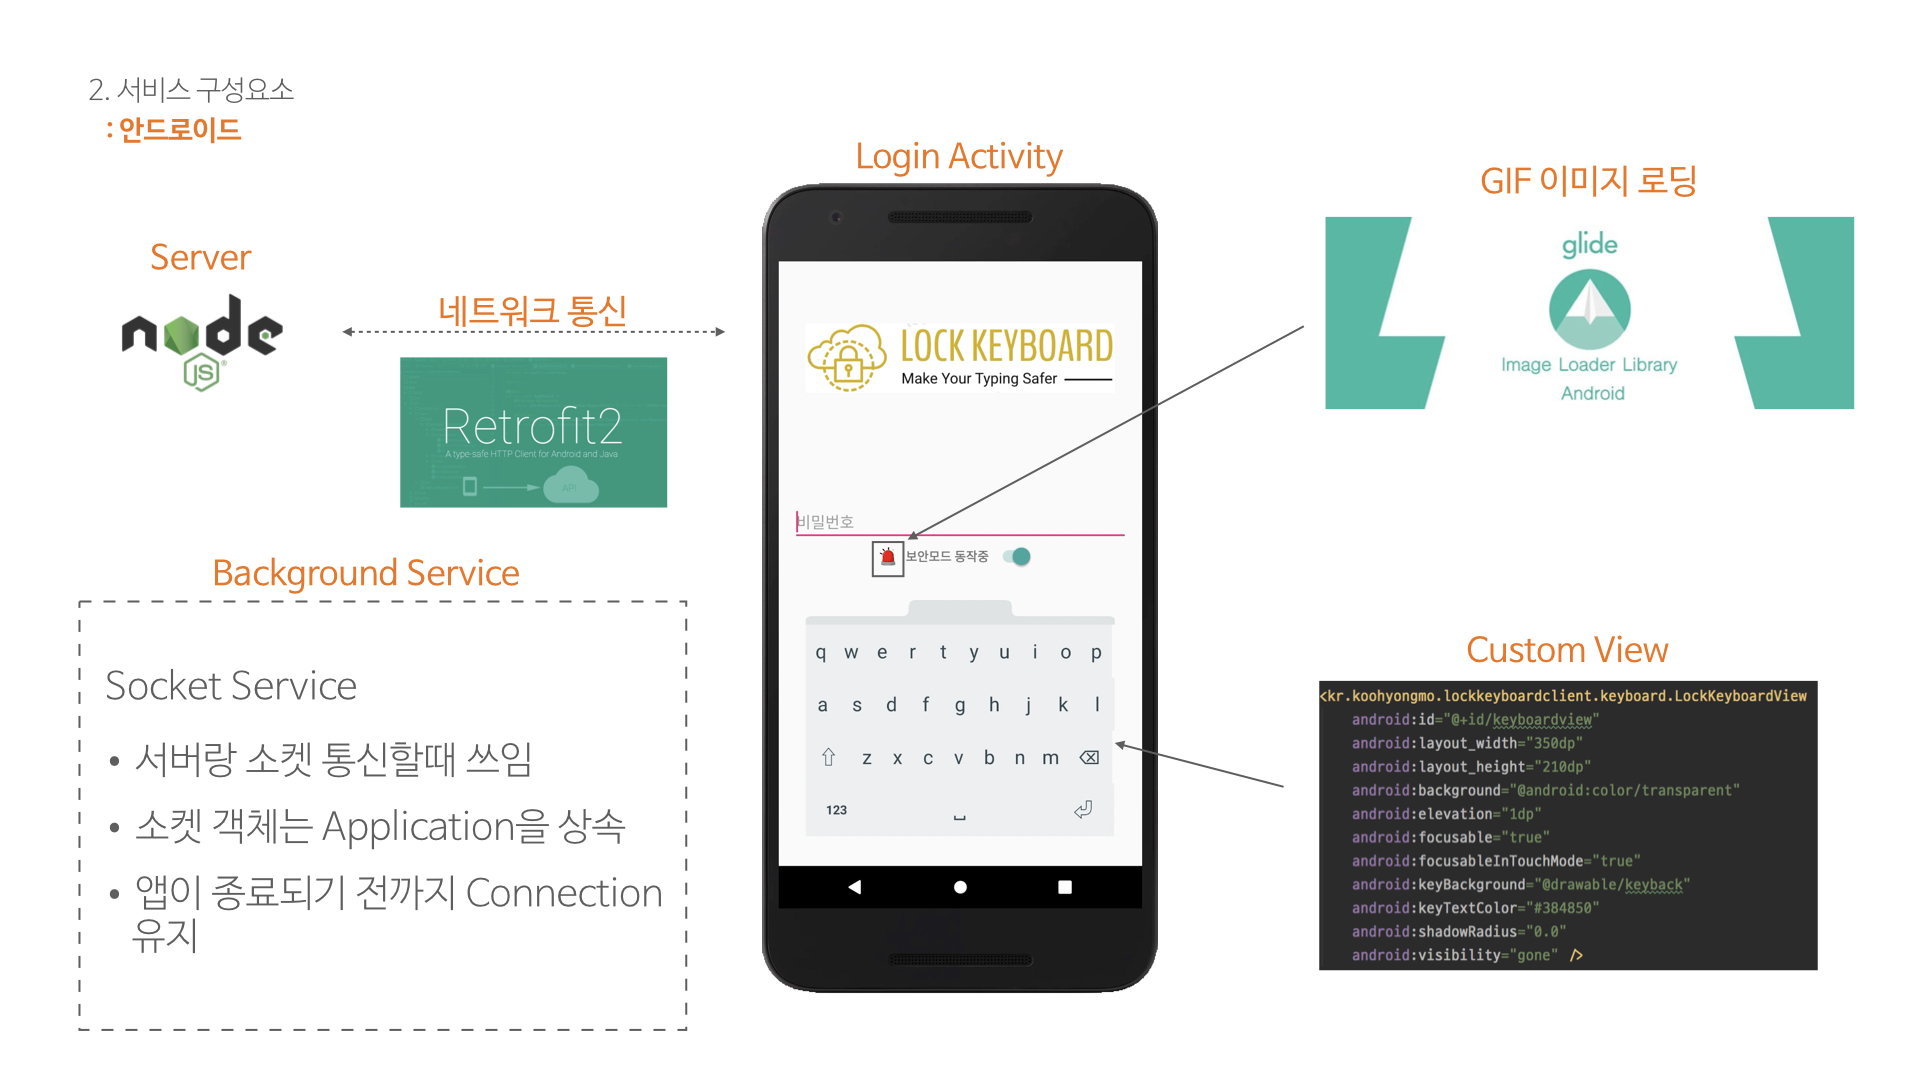 2. 서비스 구성요소
: 안드로이드
Login Activity
GIF 이미지 로딩
Server
node
JS
네트워크 통신
Retrofit2
A type-safe HTTP Client for Android and Java
API
LOCK KEYBOARD
Make Your Typing Safer
glide
Image Loader Library
Android
비밀번호
보안모드 동작중
Background Service
Socket Service
• 서버랑 소켓 통신할때 쓰임
• 소켓 객체는 Application을 상속
• 앱이 종료되기 전까지 Connection
유지
q w e r t y u i o p
a s d f g h j k l
z x c v b n m
123
Custom View
<kr.koohyongmo.lockkeyboardclient.keyboard.LockKeyboardView
android:id="@+id/keyboardview"
android:layout_width="350dp"
android:layout_height="210dp"
android:background="@android:color/transparent"
android:elevation="1dp"
android:focusable="true"
android:focusableInTouchMode="true"
android:keyBackground="@drawable/keyback"
android:keyTextColor="#384850"
android:shadowRadius="0.0"
android:visibility="gone" />